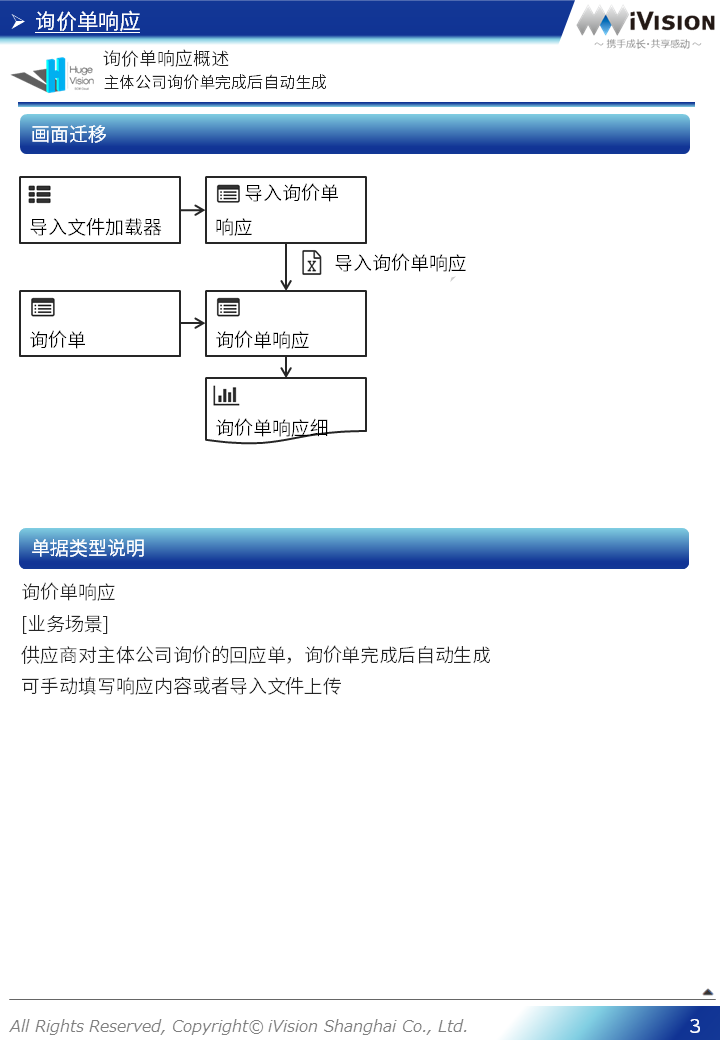 询价单响应
iVISION
～ 携手成长·共享感动 ～
Huge
Vision
询价单响应概述
主体公司询价单完成后自动生成
画面迁移
导入文件加载器
导入询价单
响应
导入询价单响应
询价单
询价单响应
询价单响应细
单据类型说明
询价单响应
[业务场景]
供应商对主体公司询价的回应单，询价单完成后自动生成
可手动填写响应内容或者导入文件上传
All Rights Reserved, Copyright© iVision Shanghai Co., Ltd.
3